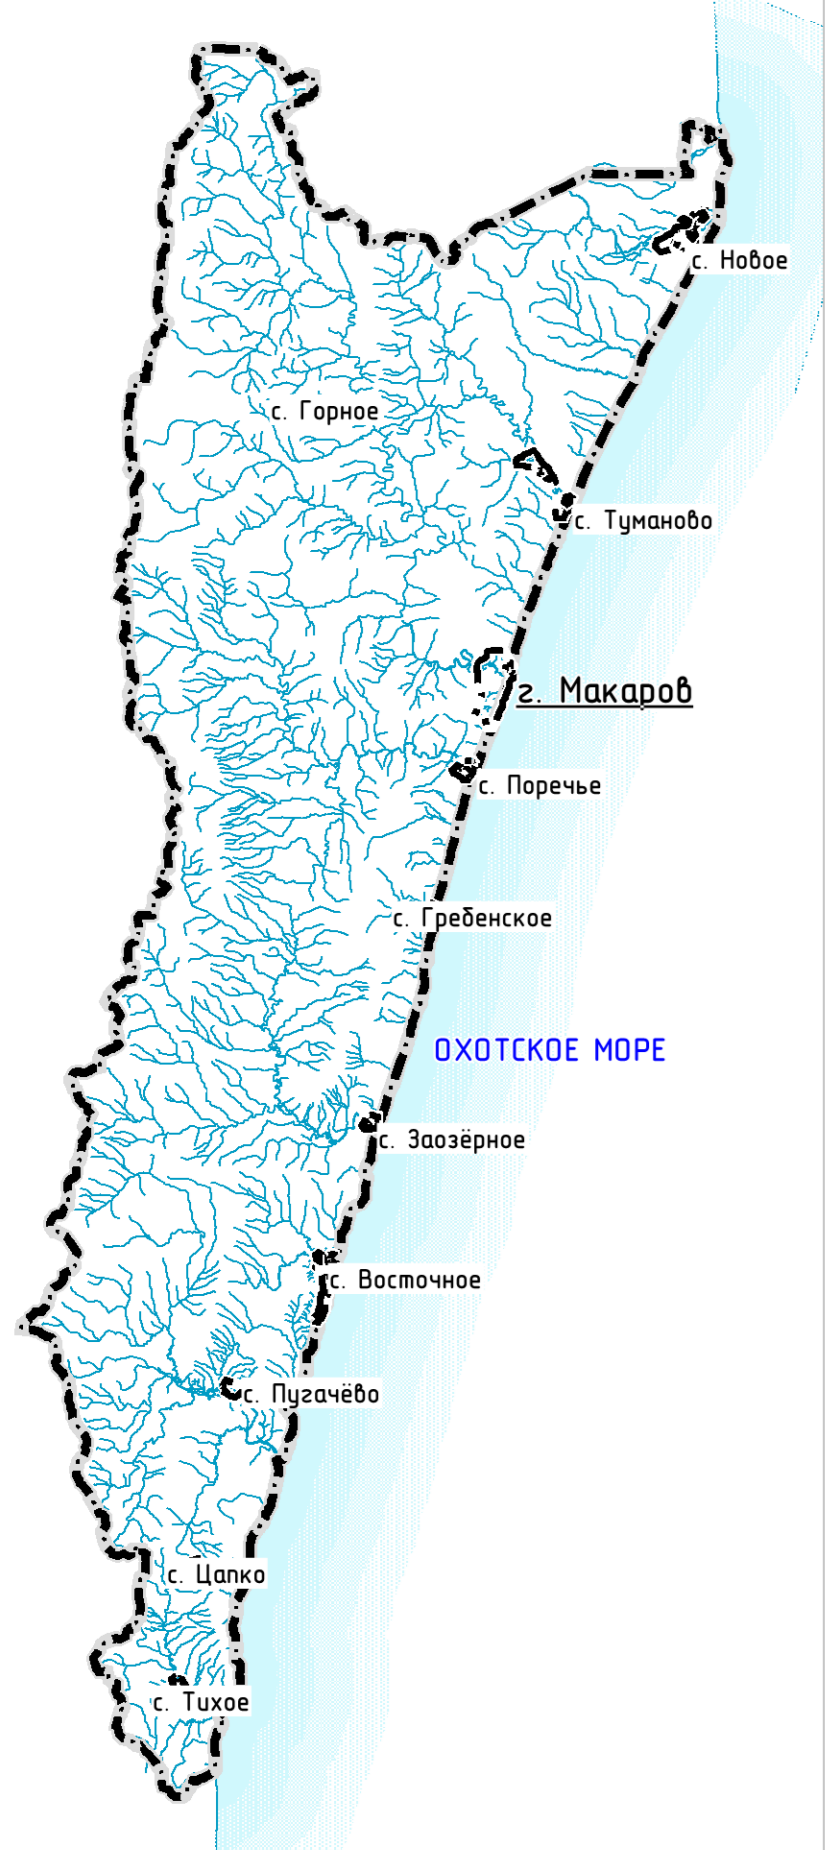 с. Новое
с. Горное
с. Туманово
г. Макаров
с. Поречье
с. Гребенское
ОХОТСКОЕ МОРЕ
с. Заозёрное
с. Восточное
с. Пугачёво
с. Цапко
с. Тихое